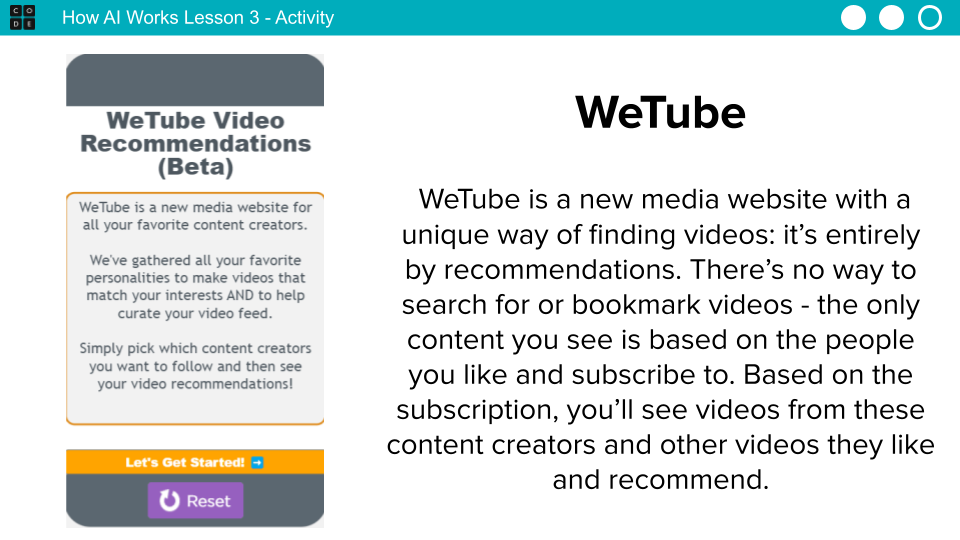 CODE
How AI Works Lesson 3 - Activity
WeTube Video
Recommendations
(Beta)
WeTube is a new media website for
all your favorite content creators.
We've gathered all your favorite
personalities to make videos that
match your interests AND to help
curate your video feed.
Simply pick which content creators
you want to follow and then see
your video recommendations!
Let's Get Started!
Reset
WeTube
WeTube is a new media website with a
unique way of finding videos: it’s entirely
by recommendations. There’s no way to
search for or bookmark videos - the only
content you see is based on the people
you like and subscribe to. Based on the
subscription, you’ll see videos from these
content creators and other videos they like
and recommend.